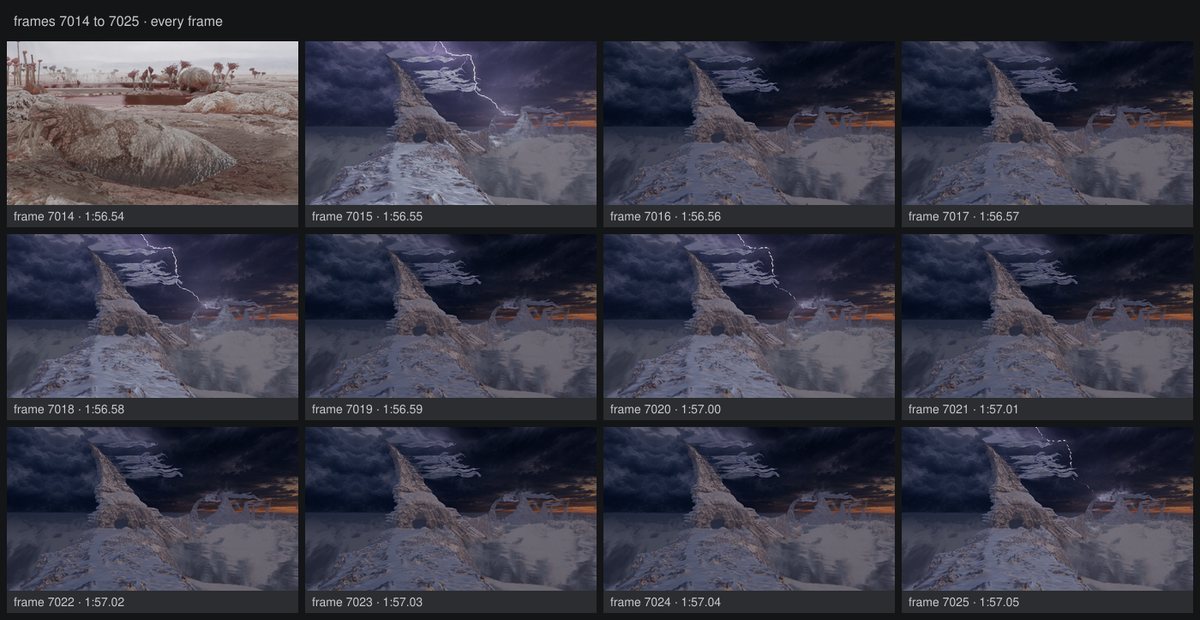 frames 7014 to 7025 · every frame
frame 7014 · 1:56.54
frame 7015 · 1:56.55
frame 7016 · 1:56.56
frame 7017 · 1:56.57
frame 7018 · 1:56.58
frame 7019 · 1:56.59
frame 7020 · 1:57.00
frame 7021 · 1:57.01
frame 7022 · 1:57.02
frame 7023 · 1:57.03
frame 7024 · 1:57.04
frame 7025 · 1:57.05